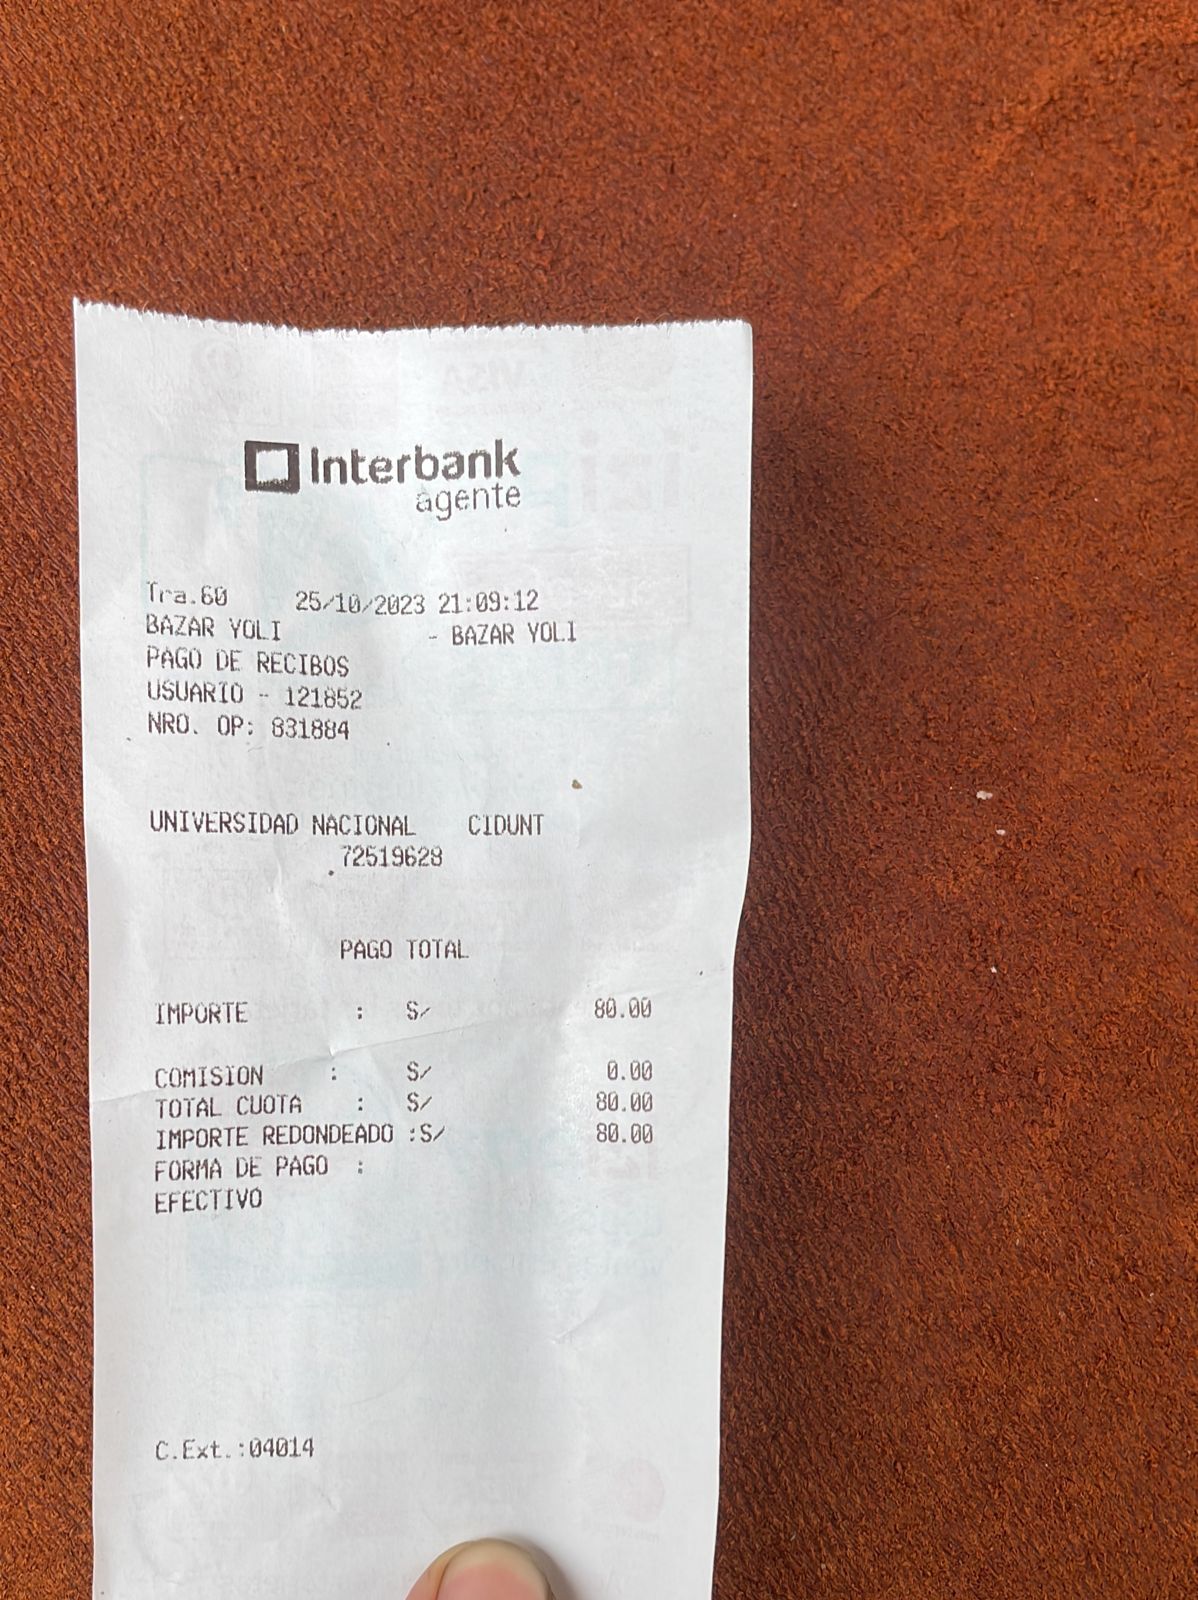 Interbank
agente
Tra.60 25/10/2023 21:09:12
BAZAR YOLI - BAZAR YOLI
PAGO DE RECIBOS
USUARIO - 121852
NRO. OP: 831884
UNIVERSIDAD NACIONAL CIDUNT
72519628
PAGO TOTAL
IMPORTE : S/ 80.00
COMISION : S/ 0.00
TOTAL CUOTA : S/ 80.00
IMPORTE REDONDEADO :S/ 80.00
FORMA DE PAGO :
EFECTIVO
C.Ext.:04014